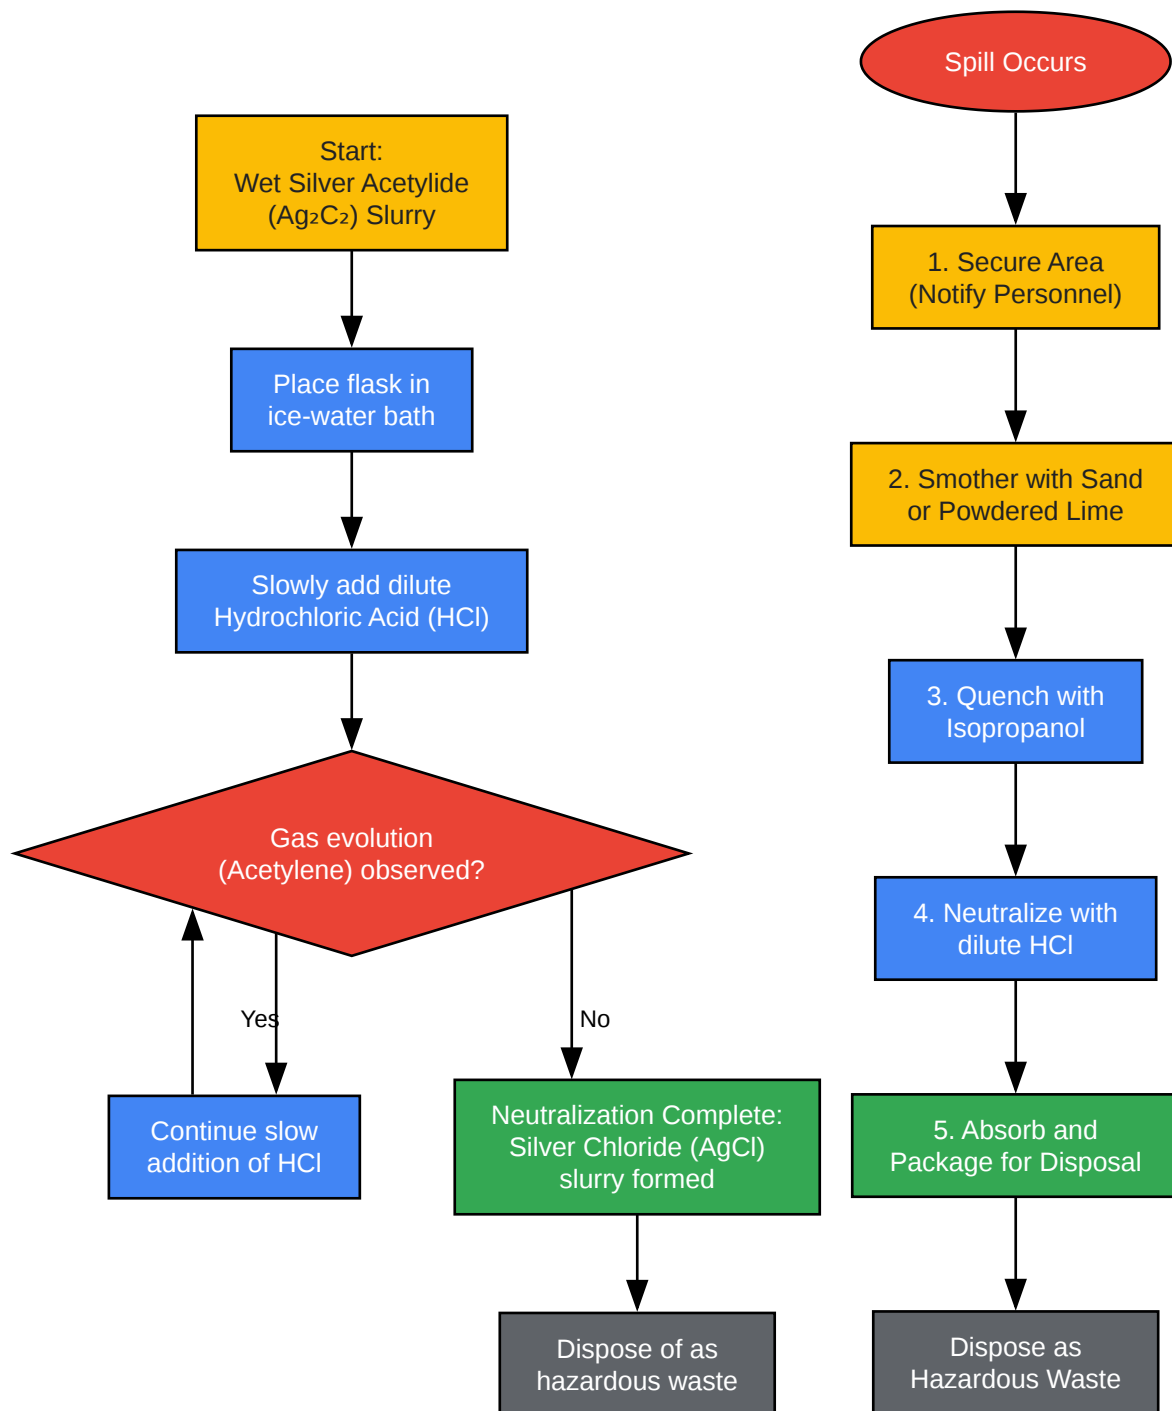 Start:
Wet Silver Acetylide
(Ag₂C₂) Slurry
Place flask in
ice-water bath
Slowly add dilute
Hydrochloric Acid (HCl)
Gas evolution
(Acetylene) observed?
Yes
No
Continue slow
addition of HCl
Neutralization Complete:
Silver Chloride (AgCl)
slurry formed
Dispose of as
hazardous waste
Spill Occurs
1. Secure Area
(Notify Personnel)
2. Smother with Sand
or Powdered Lime
3. Quench with
Isopropanol
4. Neutralize with
dilute HCl
5. Absorb and
Package for Disposal
Dispose as
Hazardous Waste